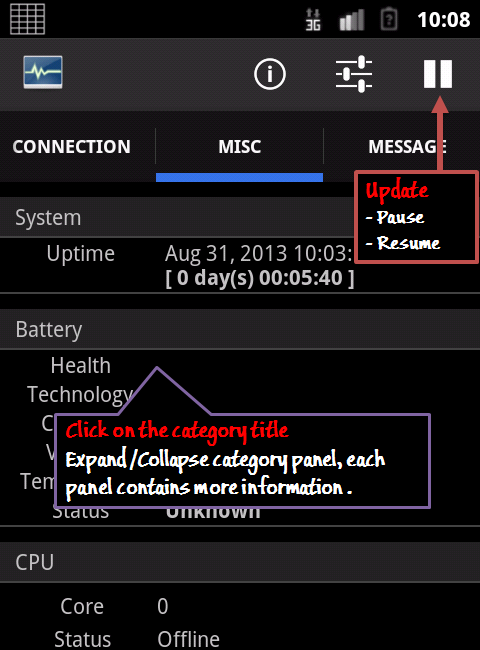 3G 10:08
CONNECTION MISC MESSAGE
Update
- Pause
- Resume
System
Uptime Aug 31, 2013 10:03:
[ 0 day(s) 00:05:40 ]
Battery
Health
Technology
Click on the category title
Expand/Collapse category panel, each
panel contains more information.
Status Unknown
CPU
Core 0
Status Offline